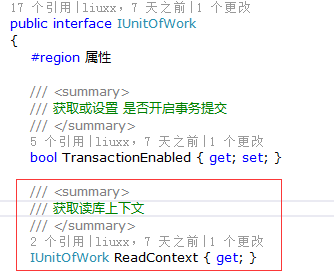 17 个引用|liuxx，7 天之前|1 个更改
public interface IUnitOfWork
{
#region 属性
/// <summary>
/// 获取或设置 是否开启事务提交
/// </summary>
5 个引用|liuxx，7 天之前|1 个更改
bool TransactionEnabled { get; set; }
/// <summary>
/// 获取读库上下文
/// </summary>
2 个引用|liuxx，7 天之前|1 个更改
IUnitOfWork ReadContext { get; }